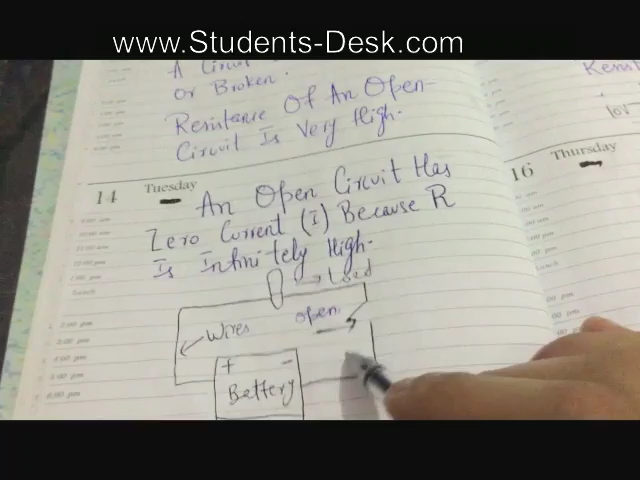 www.Students-Desk.com
A Circuit
Or Broken.
Resistance Of An Open
Circuit Is Very High.
14 Tuesday
16 Thursday
An Open Circuit Has
Zero Current (I) Because R
Is Infinitely High.
Load
open
Wires
+ -
Battery